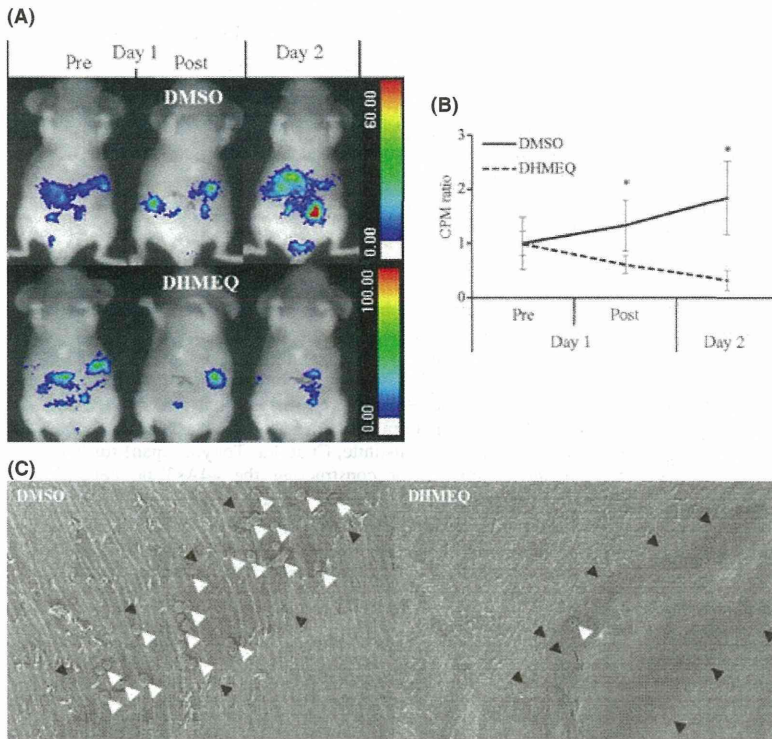 (A)
Day 1 Day 2
Pre Post
DMSO
60.00
0.00
DHMEQ
100.00
0.00
(B)
3
2
1
0
CPM ratio
DMSO
DHMEQ
*
*
Pre Post
Day 1 Day 2
(C)
DMSO
DHMEQ